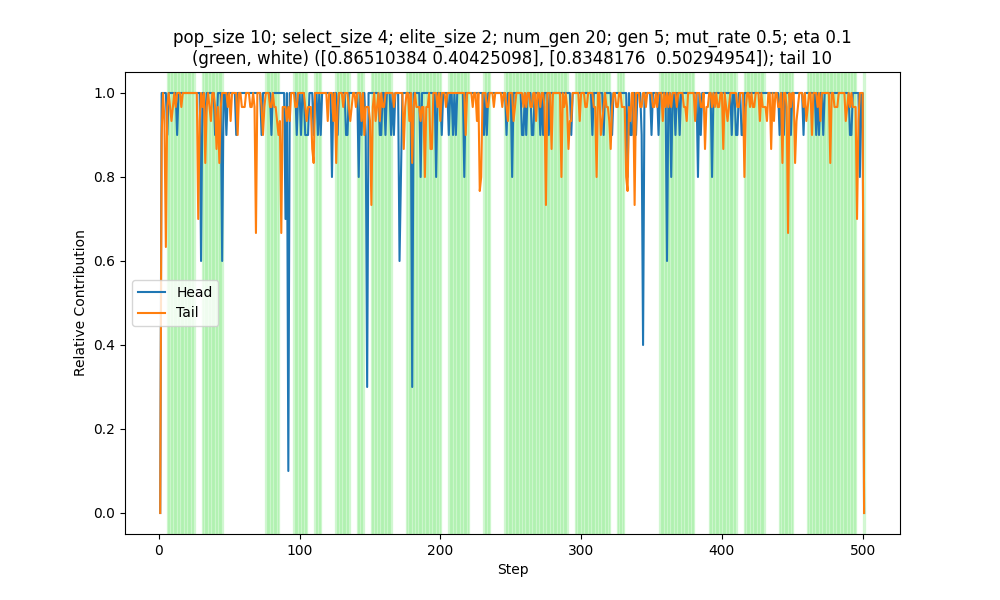 pop_size 10; select_size 4; elite_size 2; num_gen 20; gen 5; mut_rate 0.5; eta 0.1
(green, white) ([0.86510384 0.40425098], [0.8348176  0.50294954]); tail 10
1.0
0.8
0.6
0.4
0.2
0.0
Relative Contribution
Head
Tail
0
100
200
300
400
500
Step